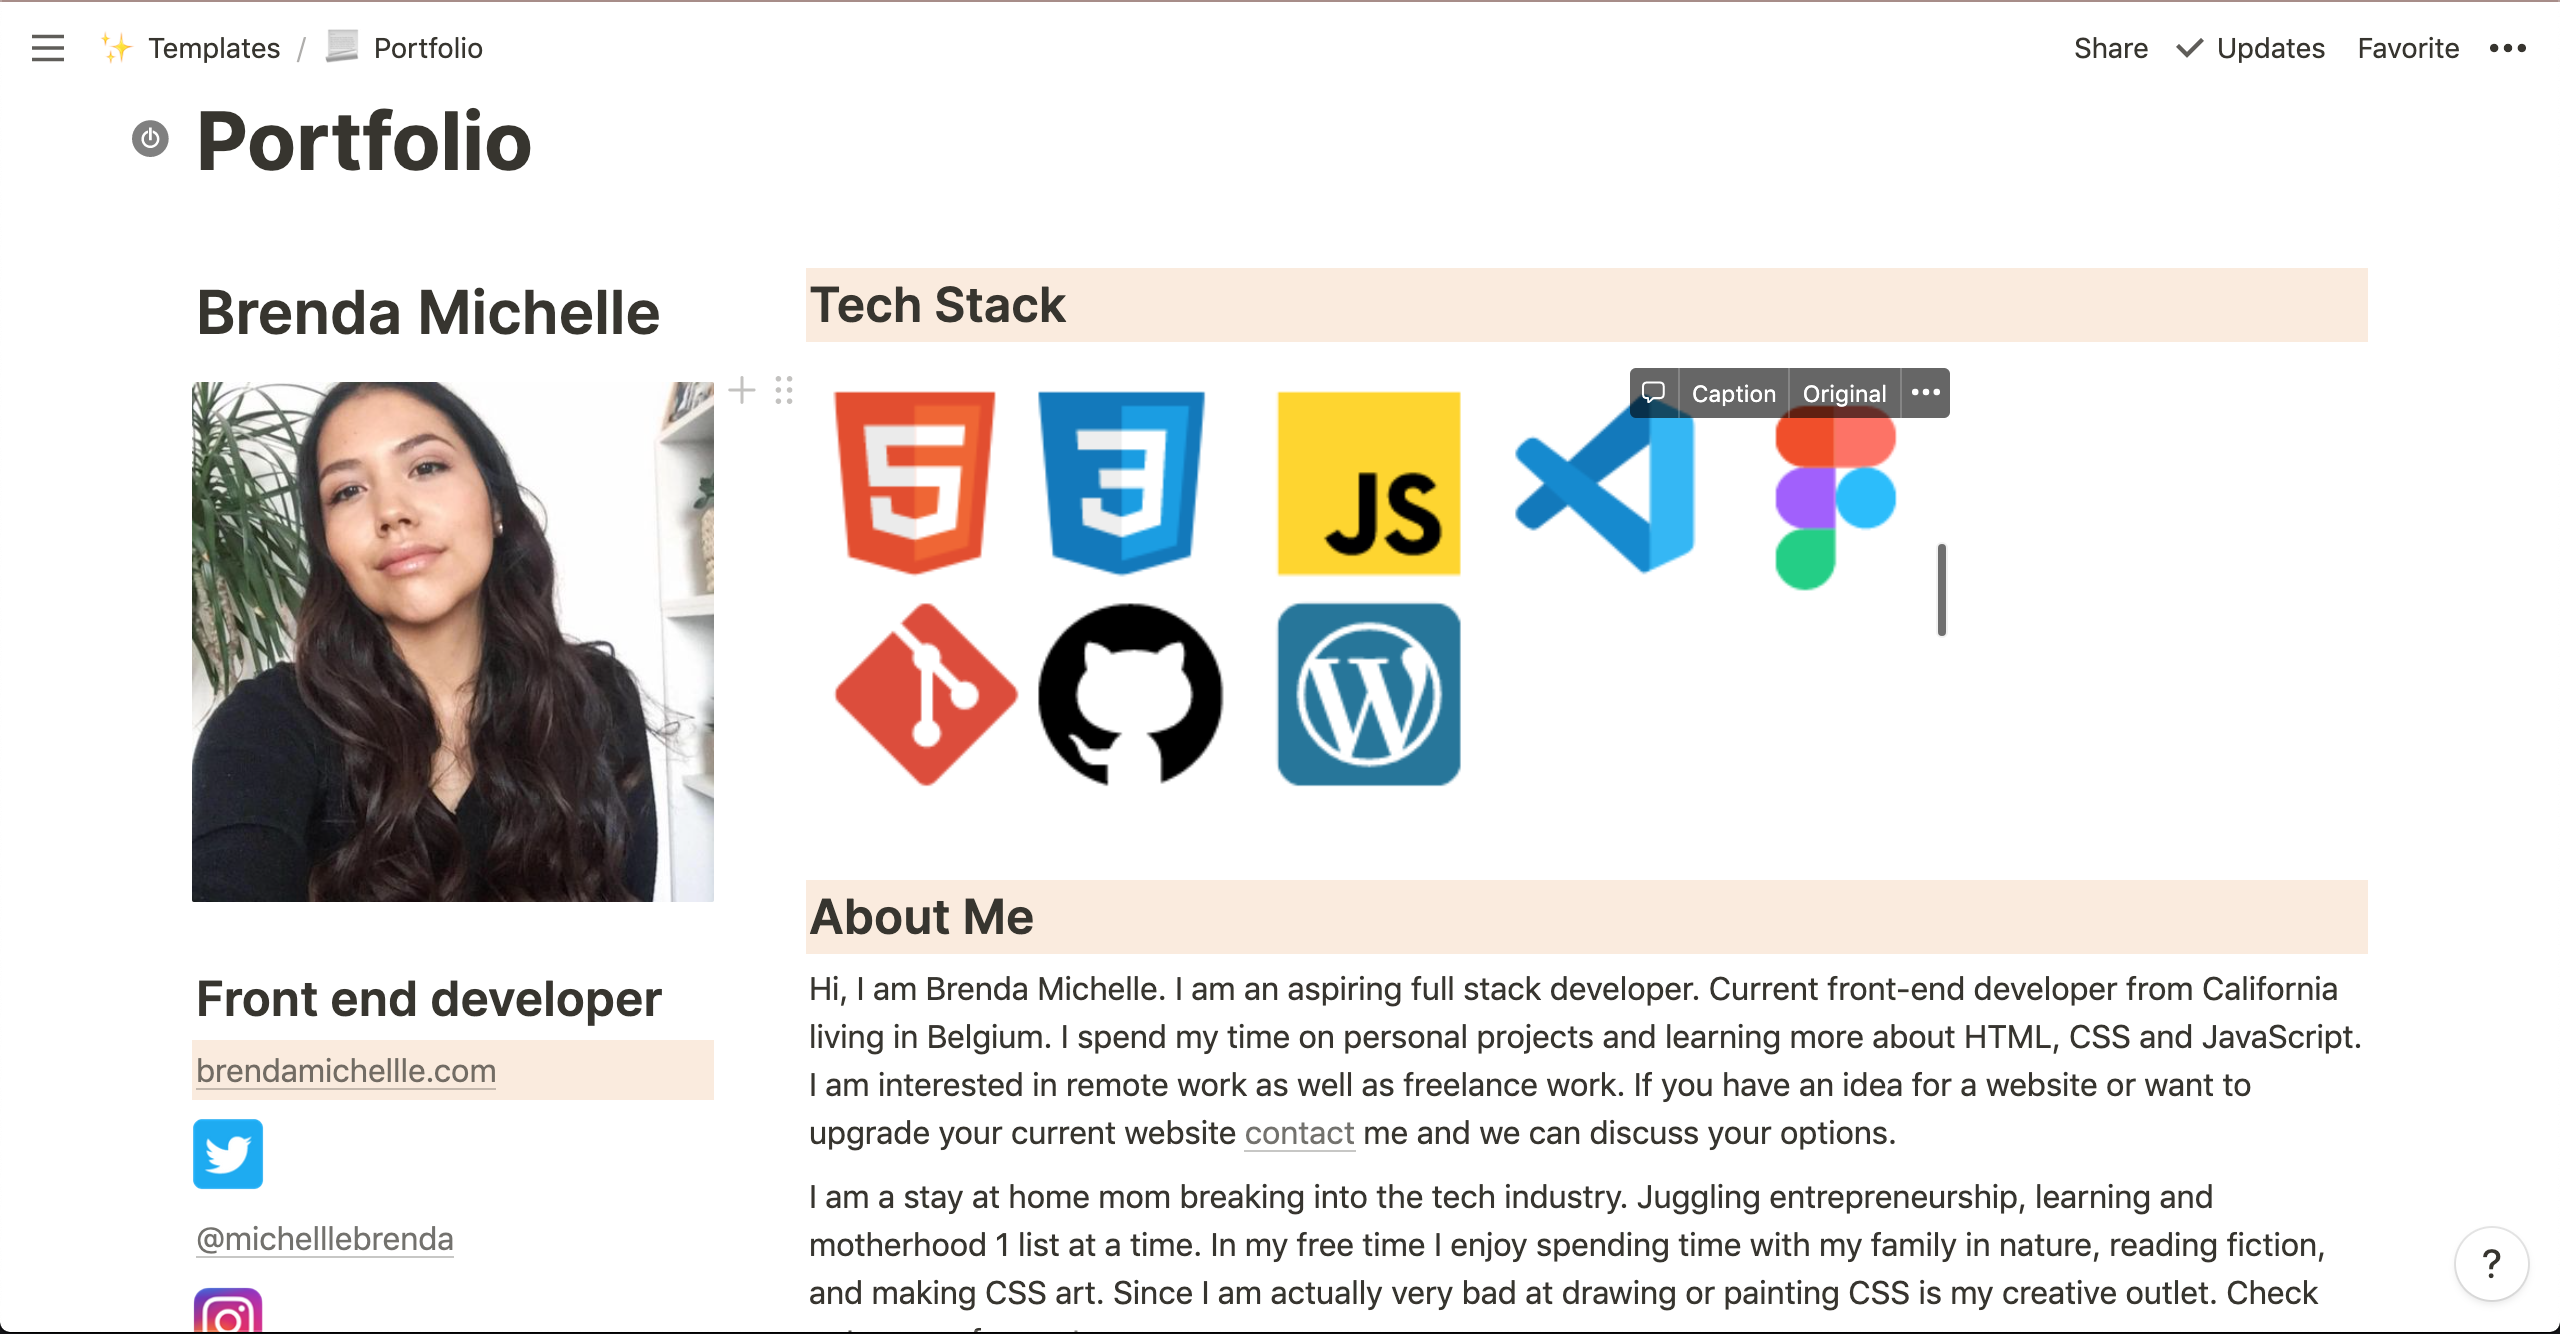 Templates / Portfolio
Share Updates Favorite
Portfolio
Brenda Michelle
Front end developer
brendamichellle.com
@michelllebrenda
Tech Stack
Caption Original
5 3 JS
W
About Me
Hi, I am Brenda Michelle. I am an aspiring full stack developer. Current front-end developer from California
living in Belgium. I spend my time on personal projects and learning more about HTML, CSS and JavaScript.
I am interested in remote work as well as freelance work. If you have an idea for a website or want to
upgrade your current website contact me and we can discuss your options.
I am a stay at home mom breaking into the tech industry. Juggling entrepreneurship, learning and
motherhood 1 list at a time. In my free time I enjoy spending time with my family in nature, reading fiction,
and making CSS art. Since I am actually very bad at drawing or painting CSS is my creative outlet. Check
?